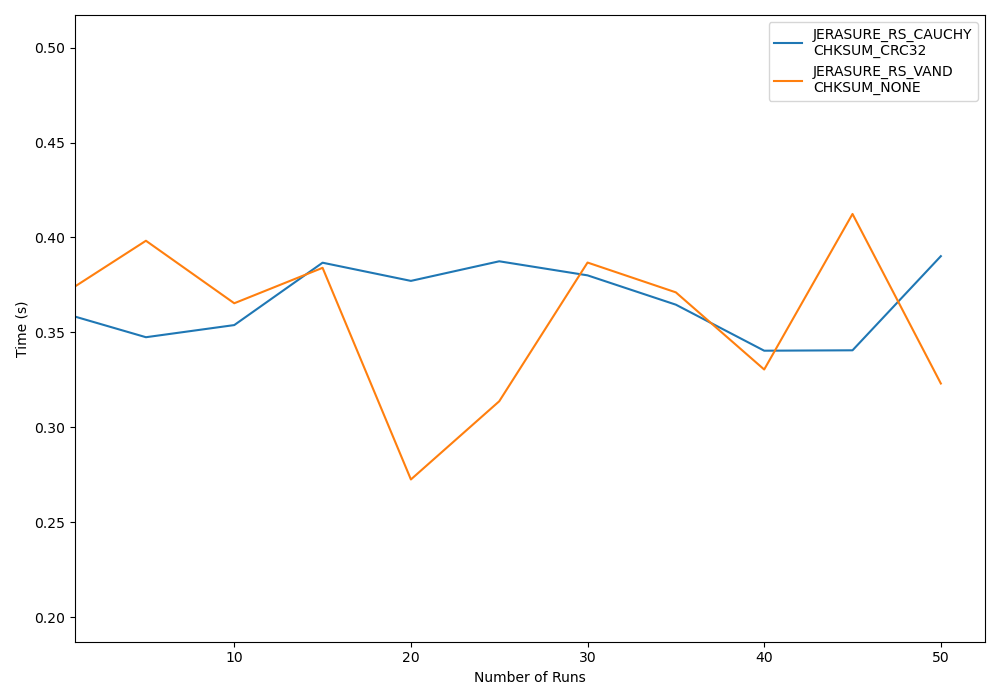 JERASURE_RS_CAUCHY
CHKSUM_CRC32
JERASURE_RS_VAND
CHKSUM_NONE
0.50
0.45
0.40
0.35
0.30
0.25
0.20
Time (s)
10 20 30 40 50
Number of Runs